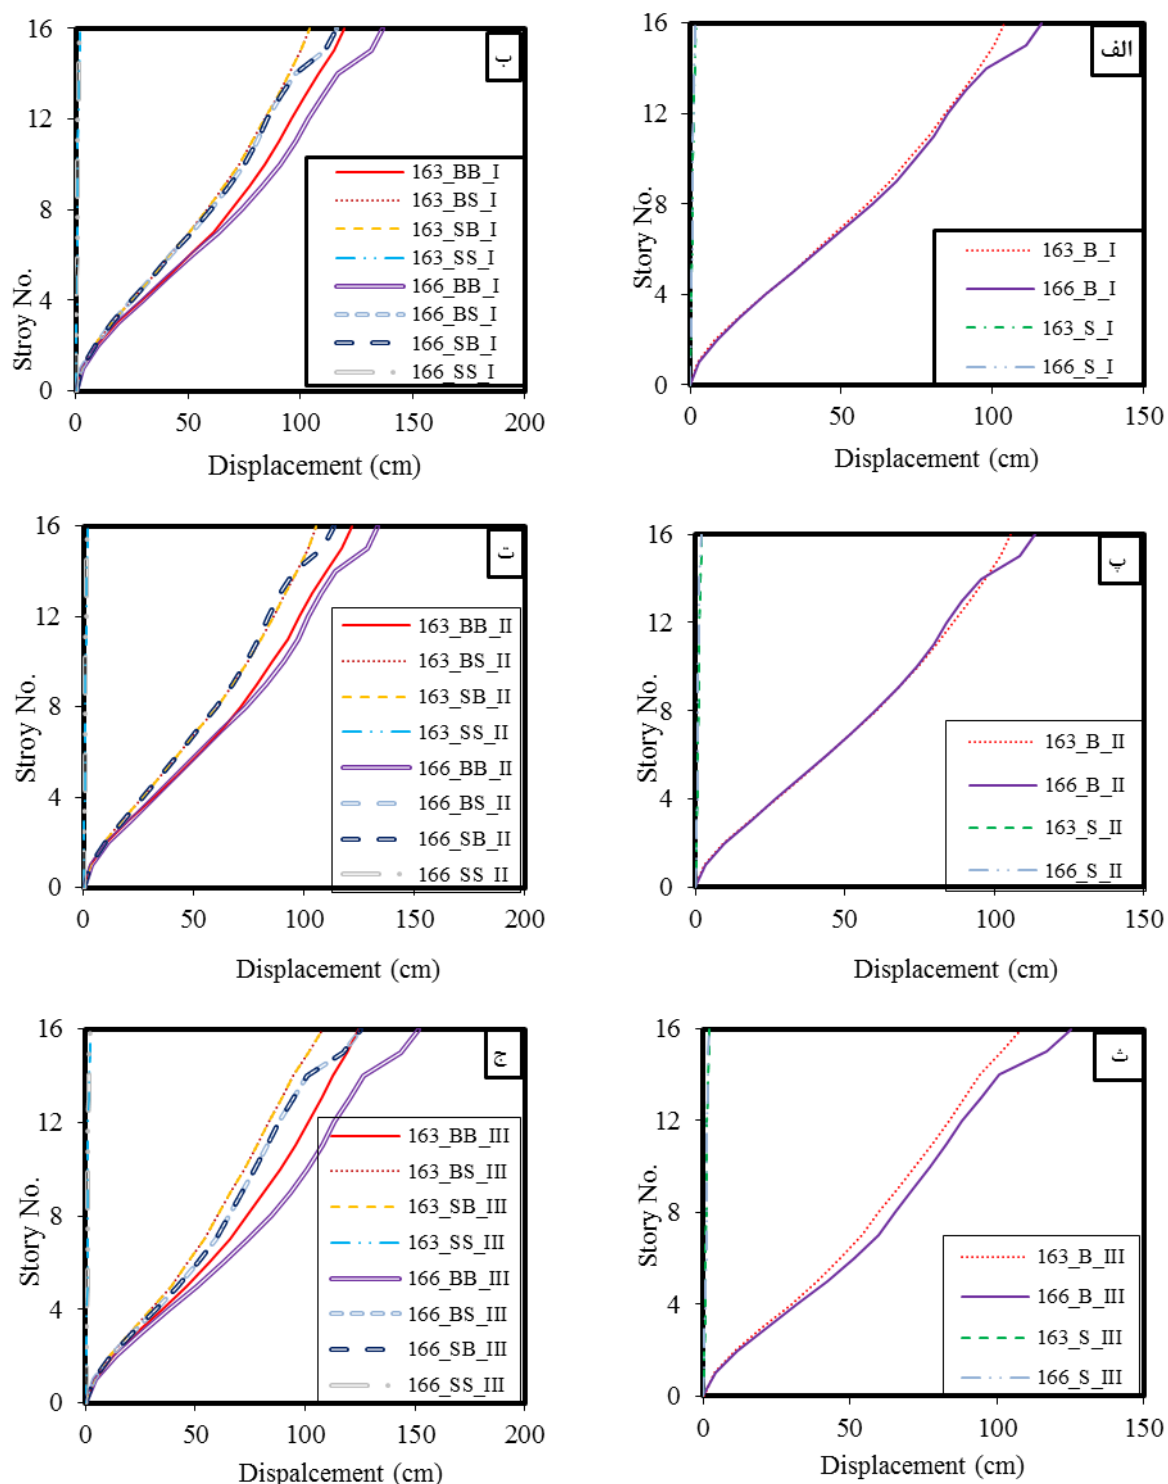 16
12
8
4
0
Stroy No.
ب
163_BB_I
163_BS_I
163_SB_I
163_SS_I
166_BB_I
166_BS_I
166_SB_I
166_SS_I
0 50 100 150 200
Displacement (cm)
16
12
8
4
0
Story No.
الف
163_B_I
166_B_I
163_S_I
166_S_I
0 50 100 150
Displacement (cm)
16
12
8
4
0
Stroy No.
ت
163_BB_II
163_BS_II
163_SB_II
163_SS_II
166_BB_II
166_BS_II
166_SB_II
166_SS_II
0 50 100 150 200
Displacement (cm)
16
12
8
4
0
Story No.
پ
163_B_II
166_B_II
163_S_II
166_S_II
0 50 100 150
Displacement (cm)
16
12
8
4
0
Story No.
ج
163_BB_III
163_BS_III
163_SB_III
163_SS_III
166_BB_III
166_BS_III
166_SB_III
166_SS_III
0 50 100 150 200
Dispalcement (cm)
16
12
8
4
0
Story No.
ث
163_B_III
166_B_III
163_S_III
166_S_III
0 50 100 150
Displacement (cm)